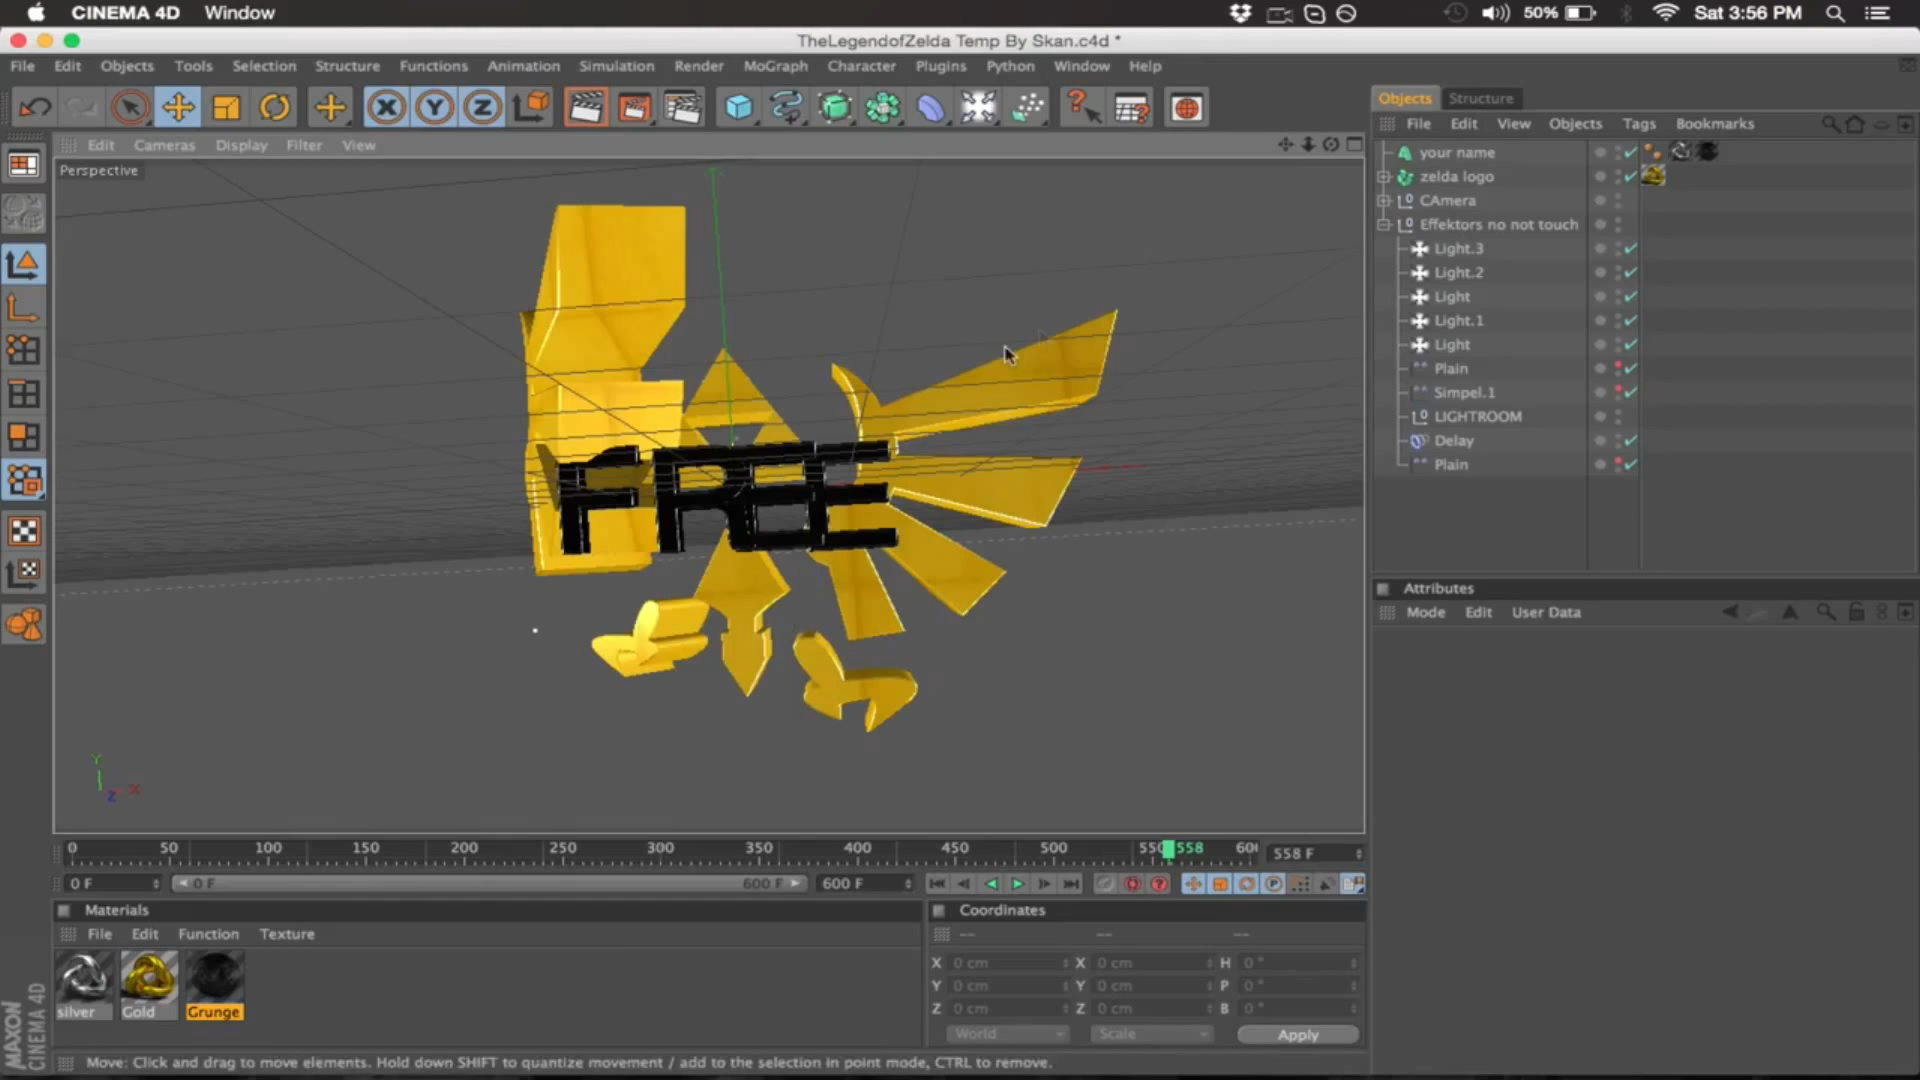 CINEMA 4D Window 50% Sat 3:56 PM
TheLegendofZelda Temp By Skan.c4d *
File Edit Objects Tools Selection Structure Functions Animation Simulation Render MoGraph Character Plugins Python Window Help
X Y Z
Objects Structure
File Edit View Objects Tags Bookmarks
Edit Cameras Display Filter View
Perspective
your name
zelda logo
CAmera
Effektors no not touch
Light.3
Light.2
Light
Light.1
Light
Plain
Simpel.1
LIGHTROOM
Delay
Plain
Attributes
Mode Edit User Data
FREE
Y
Z X
0 50 100 150 200 250 300 350 400 450 500 550 558 600 558 F
0 F 0 F 600 F 600 F
Materials
File Edit Function Texture
silver Gold Grunge
Coordinates
-- -- --
X 0 cm X 0 cm H 0 °
Y 0 cm Y 0 cm P 0 °
Z 0 cm Z 0 cm B 0 °
World Scale Apply
MAXON
CINEMA 4D
Move: Click and drag to move elements. Hold down SHIFT to quantize movement / add to the selection in point mode, CTRL to remove.